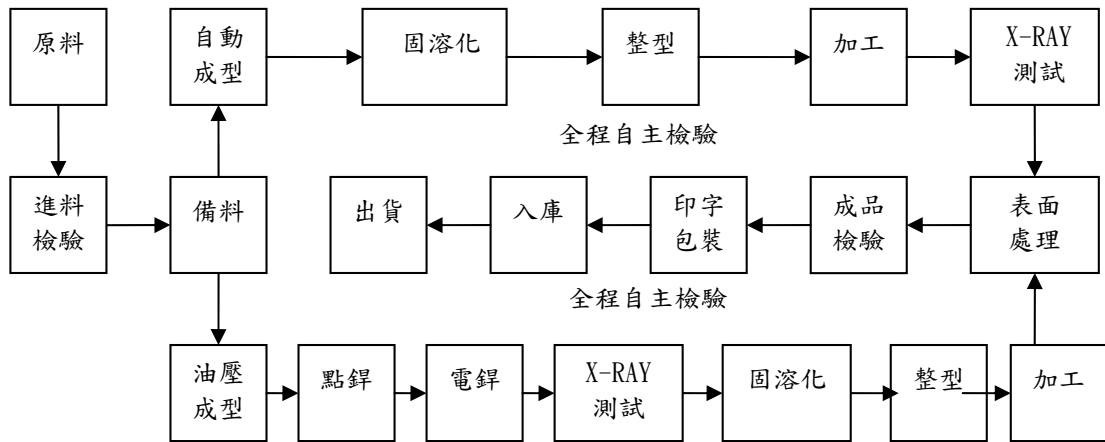 原料
自動
成型
固溶化
整型
加工
X-RAY
測試
全程自主檢驗
進料
檢驗
備料
出貨
入庫
印字
包裝
成品
檢驗
表面
處理
全程自主檢驗
油壓
成型
點銲
電銲
X-RAY
測試
固溶化
整型
加工